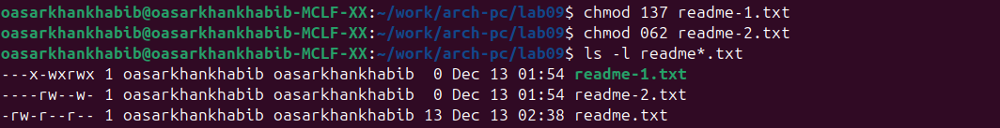 oasarkhankhabib@oasarkhankhabib-MCLF-XX:~/work/arch-pc/lab09$ chmod 137 readme-1.txt
oasarkhankhabib@oasarkhankhabib-MCLF-XX:~/work/arch-pc/lab09$ chmod 062 readme-2.txt
oasarkhankhabib@oasarkhankhabib-MCLF-XX:~/work/arch-pc/lab09$ ls -l readme*.txt
---x-wxrwx 1 oasarkhankhabib oasarkhankhabib  0 Dec 13 01:54 readme-1.txt
----rw--w- 1 oasarkhankhabib oasarkhankhabib  0 Dec 13 01:54 readme-2.txt
-rw-r--r-- 1 oasarkhankhabib oasarkhankhabib 13 Dec 13 02:38 readme.txt